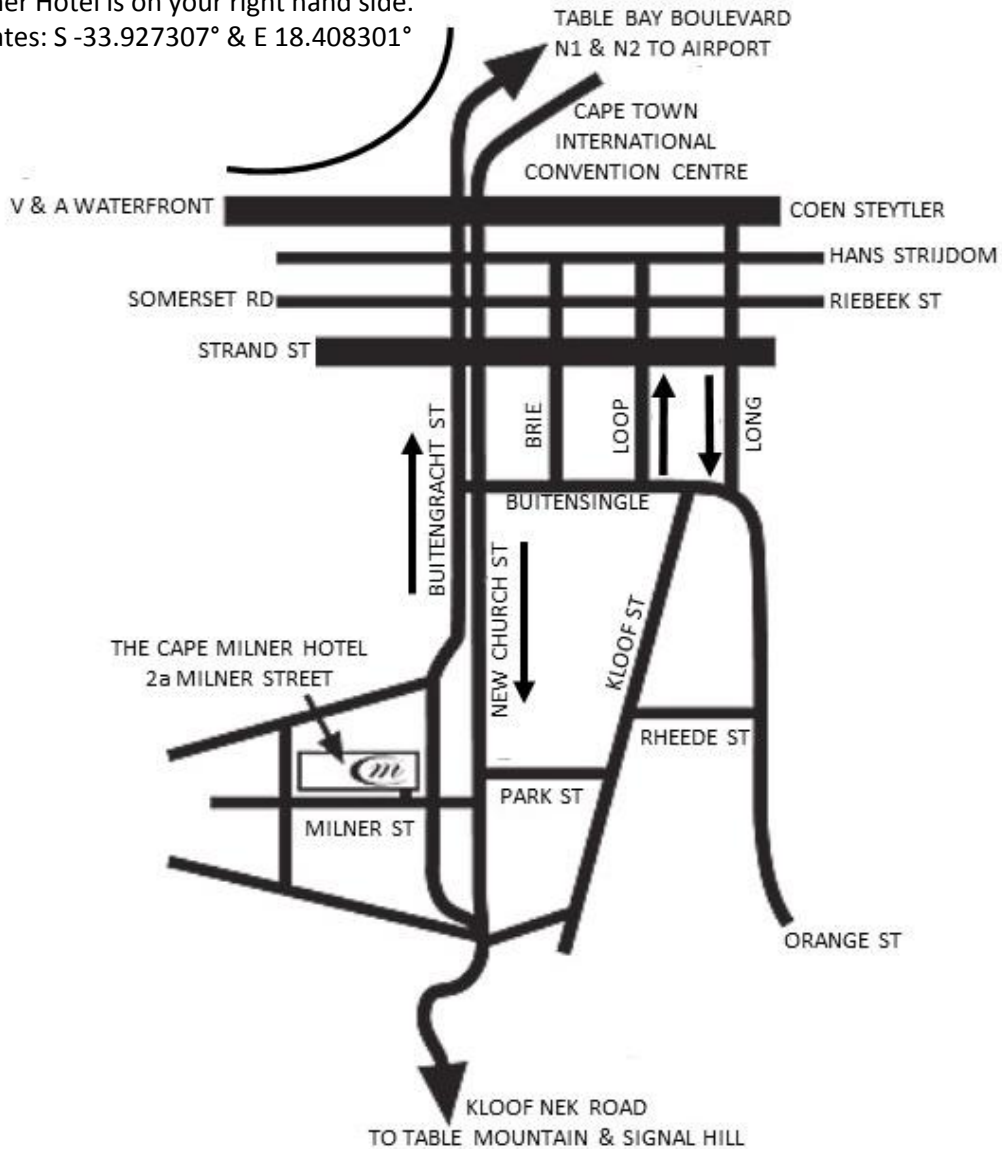 ner Hotel is on your right hand side.
ates: S -33.927307° & E 18.408301°
TABLE BAY BOULEVARD
N1 & N2 TO AIRPORT
CAPE TOWN
INTERNATIONAL
CONVENTION CENTRE
V & A WATERFRONT
COEN STEYTLER
HANS STRIJDOM
SOMERSET RD
RIEBEEK ST
STRAND ST
BUITENGRACHT ST
BRIE
LOOP
LONG
BUITENSINGLE
NEW CHURCH ST
KLOOF ST
THE CAPE MILNER HOTEL
2a MILNER STREET
RHEEDE ST
Cm
PARK ST
MILNER ST
ORANGE ST
KLOOF NEK ROAD
TO TABLE MOUNTAIN & SIGNAL HILL